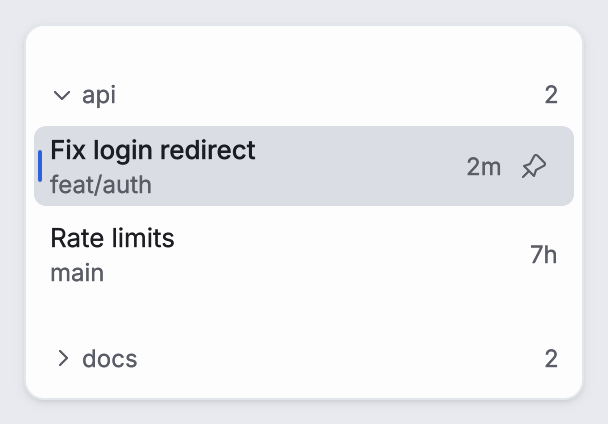 api 2
Fix login redirect
feat/auth
2m
Rate limits
main
7h
docs 2